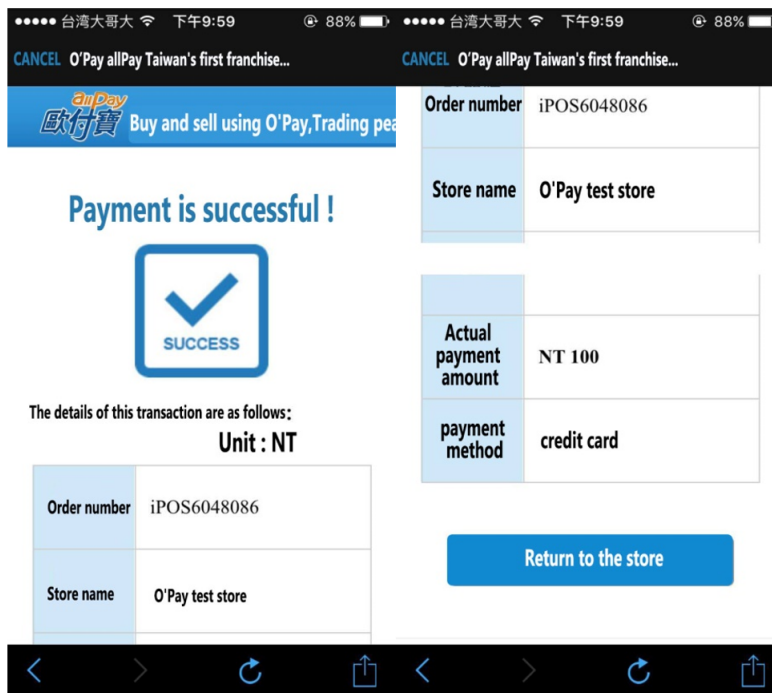 台湾大哥大 下午9:59 88%
CANCEL O'Pay allPay Taiwan's first franchise...
allPay
歐付寶 Buy and sell using O'Pay,Trading pea
Payment is successful !
SUCCESS
The details of this transaction are as follows:
Unit : NT
Order number iPOS6048086
Store name O'Pay test store
台湾大哥大 下午9:59 88%
CANCEL O'Pay allPay Taiwan's first franchise...
Order number iPOS6048086
Store name O'Pay test store
Actual
payment
amount
NT 100
payment
method
credit card
Return to the store